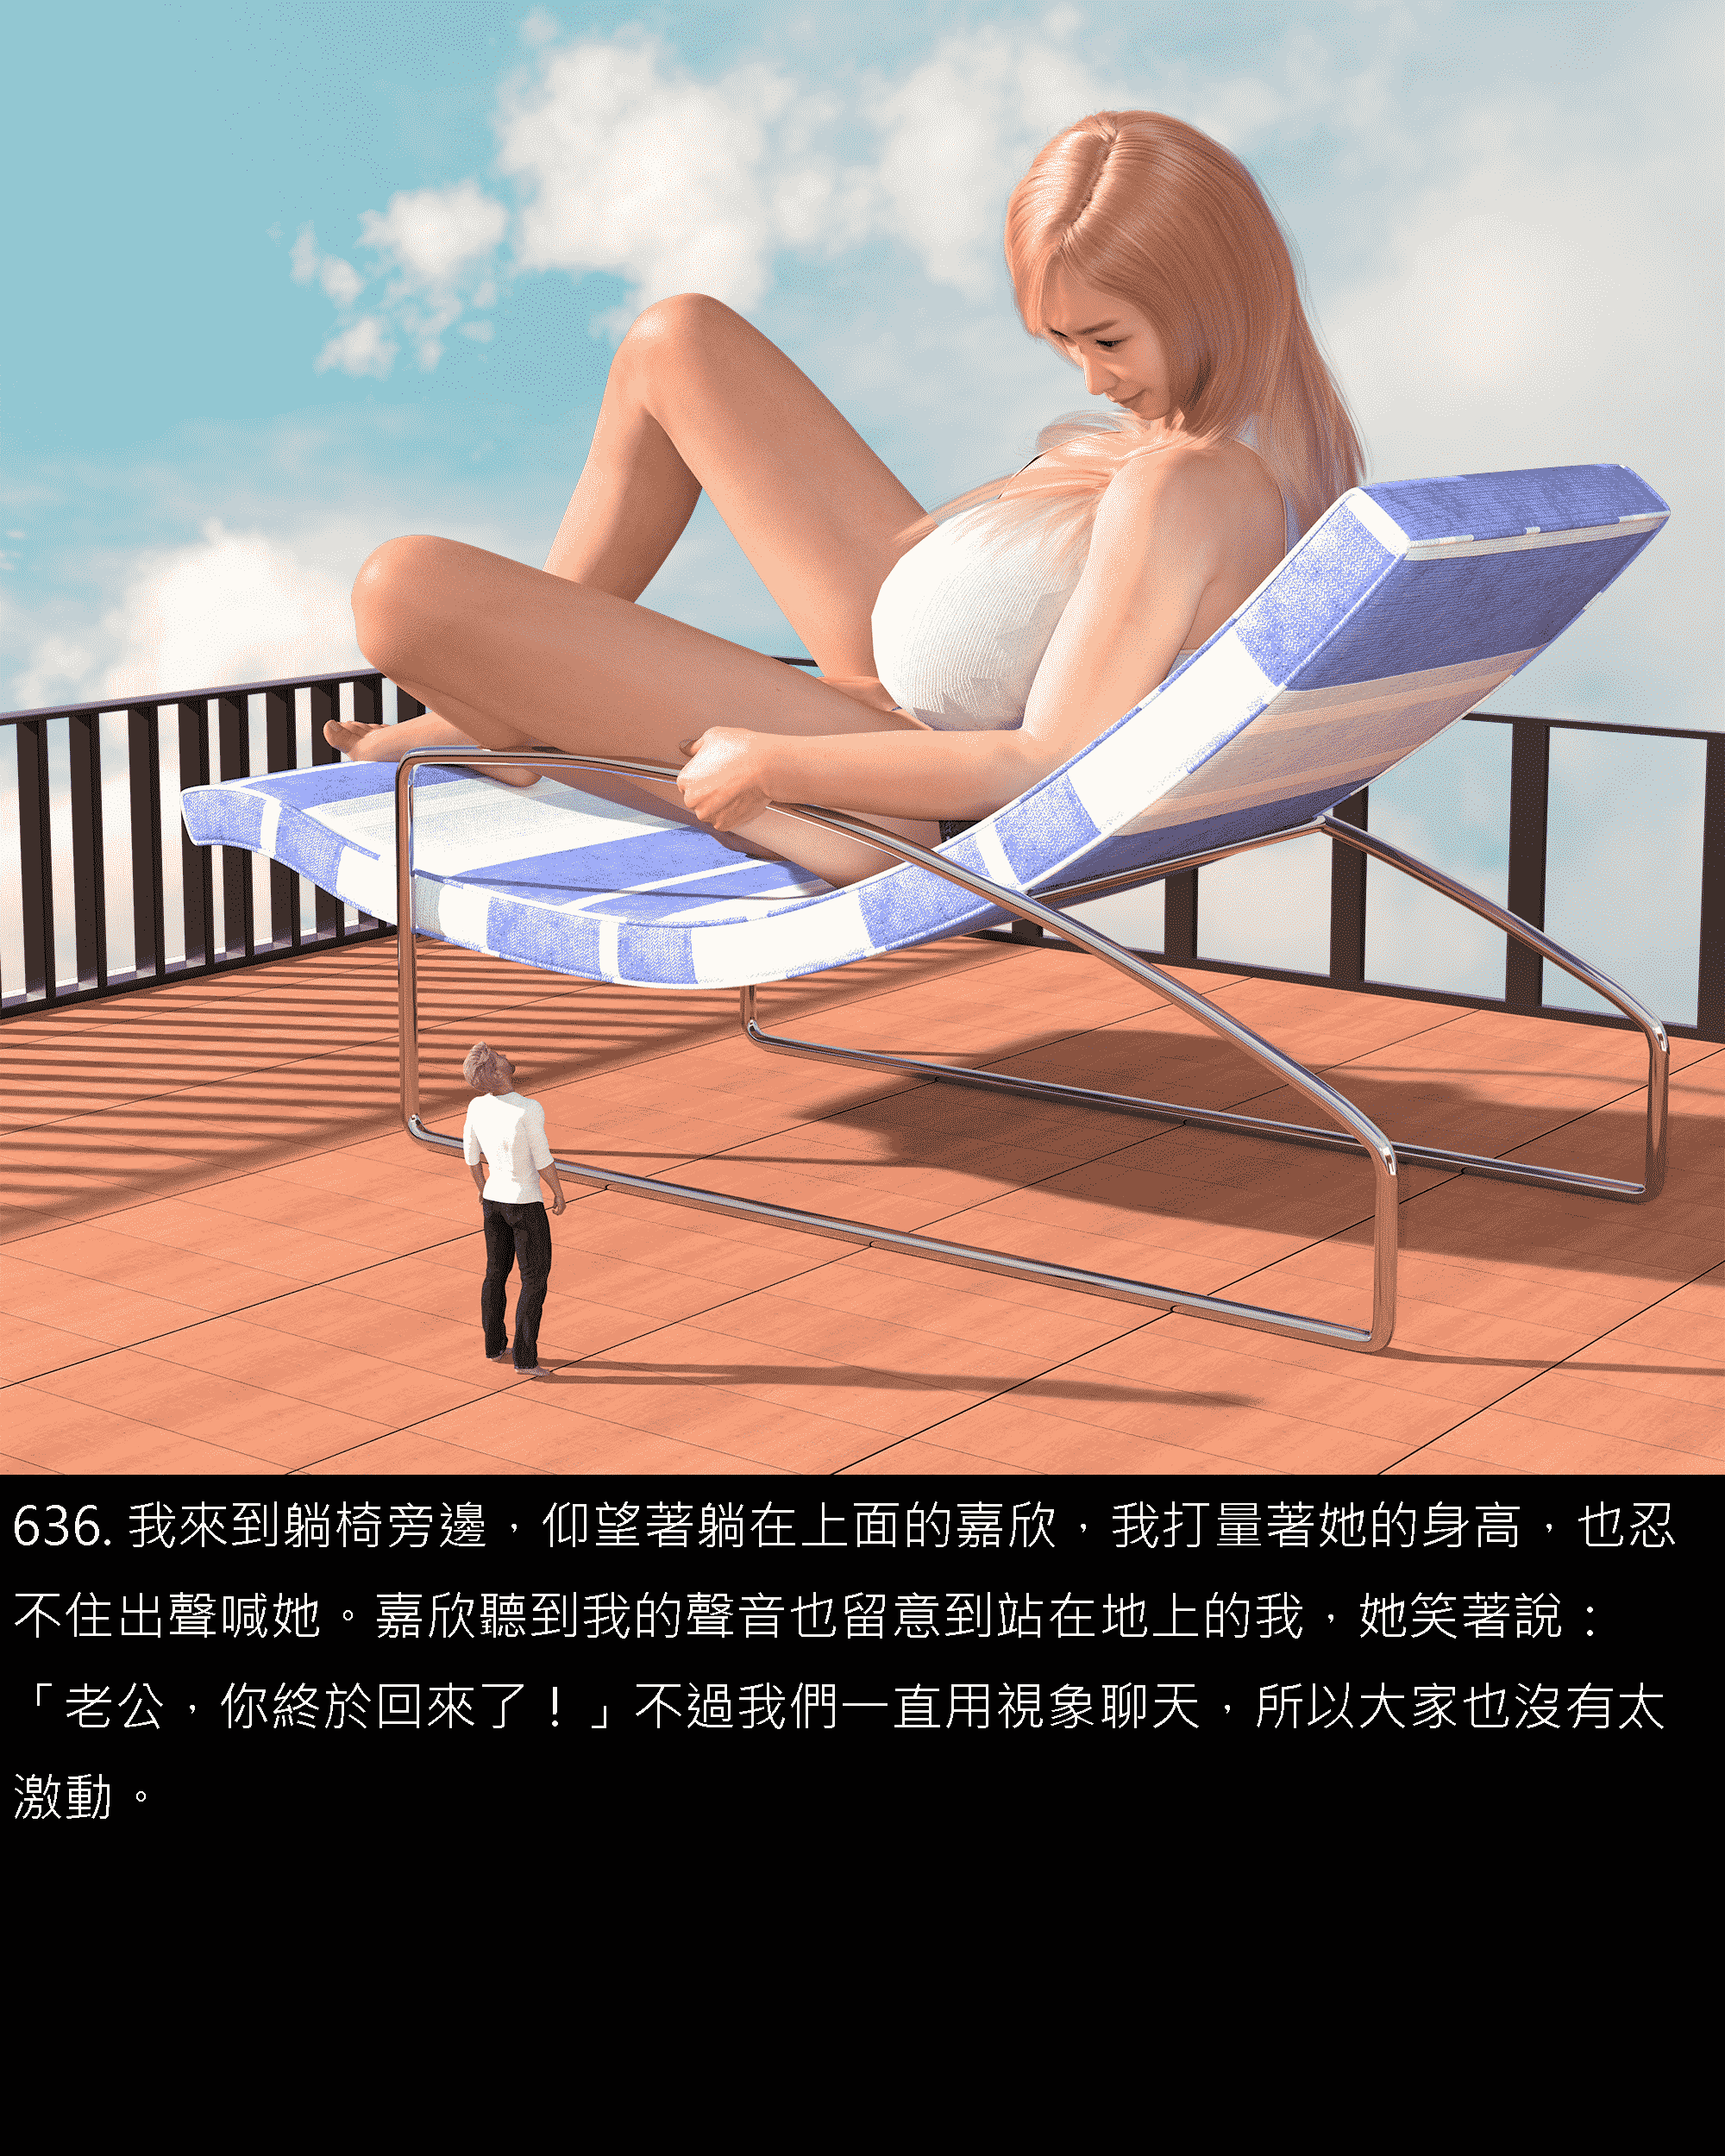 636. 我來到躺椅旁邊，仰望著躺在上面的嘉欣，我打量著她的身高，也忍
不住出聲喊她。嘉欣聽到我的聲音也留意到站在地上的我，她笑著說：
「老公，你終於回來了！」不過我們一直用視象聊天，所以大家也沒有太
激動。